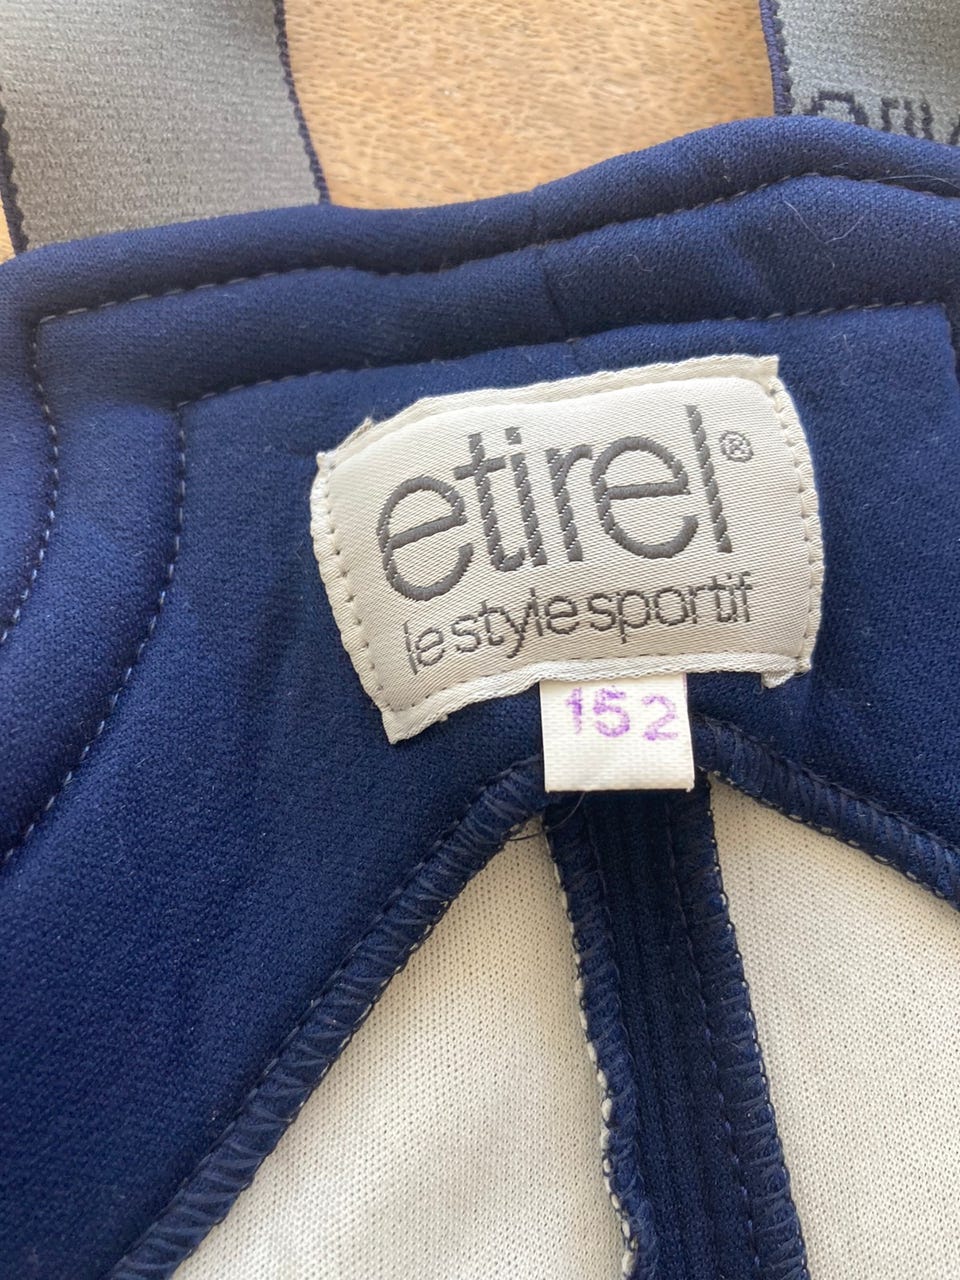 etirel®
le style sportif
152